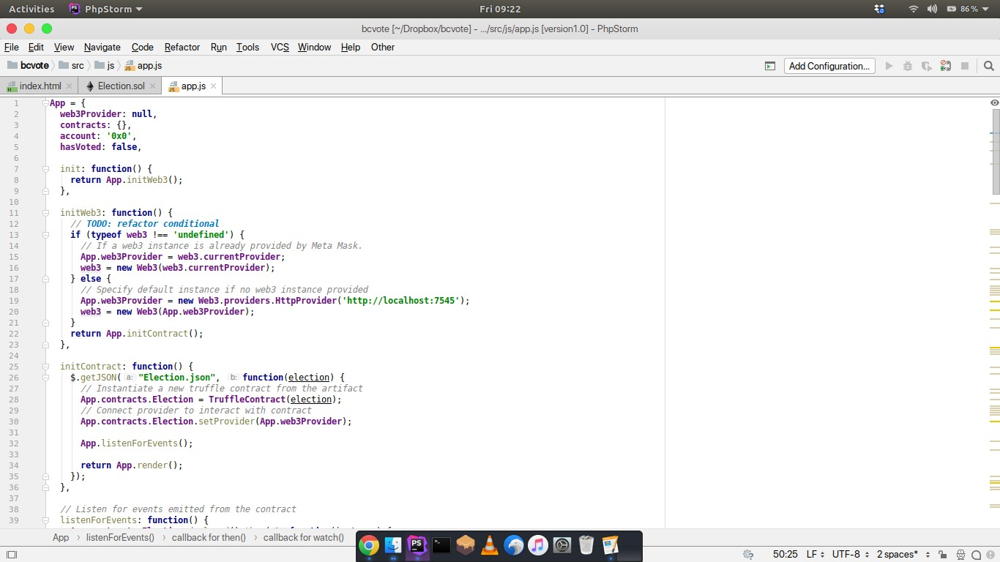 Activities PhpStorm Fri 09:22 86 %
bcvote [~/Dropbox/bcvote] - .../src/js/app.js [version1.0] - PhpStorm
File Edit View Navigate Code Refactor Run Tools VCS Window Help Other
bcvote src js app.js Add Configuration...
index.html Election.sol app.js
1 App = {
2 web3Provider: null,
3 contracts: {},
4 account: '0x0',
5 hasVoted: false,
6
7 init: function() {
8 return App.initWeb3();
9 },
10
11 initWeb3: function() {
12 // TODO: refactor conditional
13 if (typeof web3 !== 'undefined') {
14 // If a web3 instance is already provided by Meta Mask.
15 App.web3Provider = web3.currentProvider;
16 web3 = new Web3(web3.currentProvider);
17 } else {
18 // Specify default instance if no web3 instance provided
19 App.web3Provider = new Web3.providers.HttpProvider('http://localhost:7545');
20 web3 = new Web3(App.web3Provider);
21 }
22 return App.initContract();
23 },
24
25 initContract: function() {
26 $.getJSON( a: "Election.json", b: function(election) {
27 // Instantiate a new truffle contract from the artifact
28 App.contracts.Election = TruffleContract(election);
29 // Connect provider to interact with contract
30 App.contracts.Election.setProvider(App.web3Provider);
31
32 App.listenForEvents();
33
34 return App.render();
35 });
36 },
37
38 // Listen for events emitted from the contract
39 listenForEvents: function() {
App listenForEvents() callback for then() callback for watch()
50:25 LF UTF-8 2 spaces*